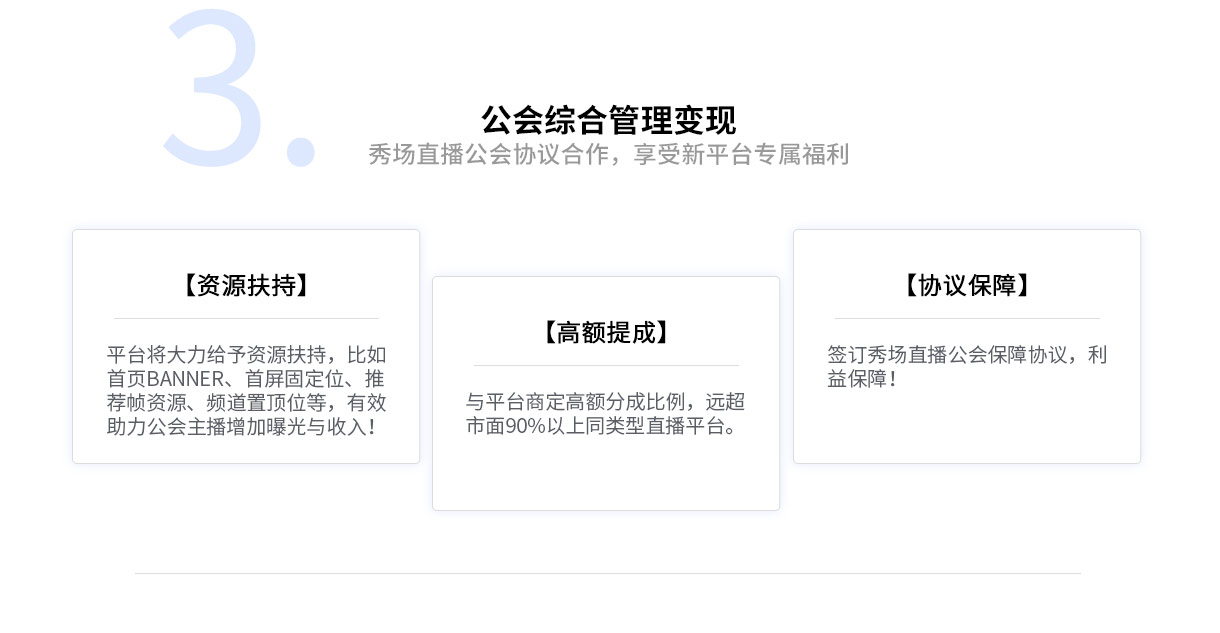 3.
公会综合管理变现
秀场直播公会协议合作，享受新平台专属福利
【资源扶持】
平台将大力给予资源扶持，比如
首页BANNER、首屏固定位、推
荐帧资源、频道置顶位等，有效
助力公会主播增加曝光与收入！
【高额提成】
与平台商定高额分成比例，远超
市面90%以上同类型直播平台。
【协议保障】
签订秀场直播公会保障协议，利
益保障！